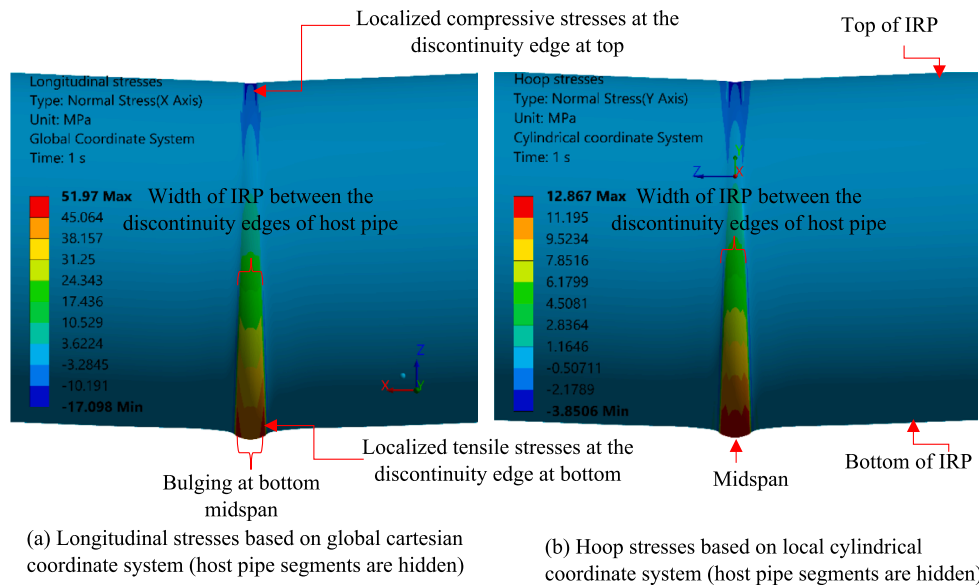 Localized compressive stresses at the
discontinuity edge at top
Top of IRP
Longitudinal stresses
Type: Normal Stress(X Axis)
Unit: MPa
Global Coordinate System
Time: 1 s
51.97 Max
45.064
38.157
31.25
24.343
17.436
10.529
3.6224
-3.2845
-10.191
-17.098 Min
Width of IRP between the
discontinuity edges of host pipe
Z
X
Y
Hoop stresses
Type: Normal Stress(Y Axis)
Unit: MPa
Cylindrical coordinate System
Time: 1 s
Y
Z
X
12.867 Max
11.195
9.5234
7.8516
6.1799
4.5081
2.8364
1.1646
-0.50711
-2.1789
-3.8506 Min
Width of IRP between the
discontinuity edges of host pipe
Localized tensile stresses at the
discontinuity edge at bottom
Bulging at bottom
midspan
Midspan
Bottom of IRP
(a) Longitudinal stresses based on global cartesian
coordinate system (host pipe segments are hidden)
(b) Hoop stresses based on local cylindrical
coordinate system (host pipe segments are hidden)